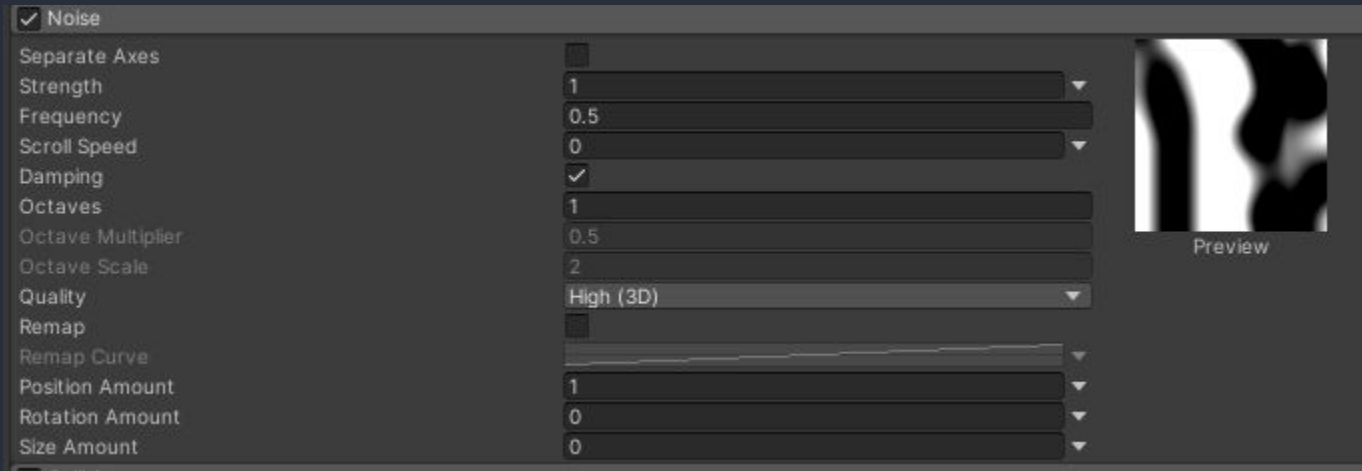 Noise
Separate Axes
Strength 1
Frequency 0.5
Scroll Speed 0
Damping
Octaves 1
Octave Multiplier 0.5
Octave Scale 2
Quality High (3D)
Remap
Remap Curve
Position Amount 1
Rotation Amount 0
Size Amount 0
Preview